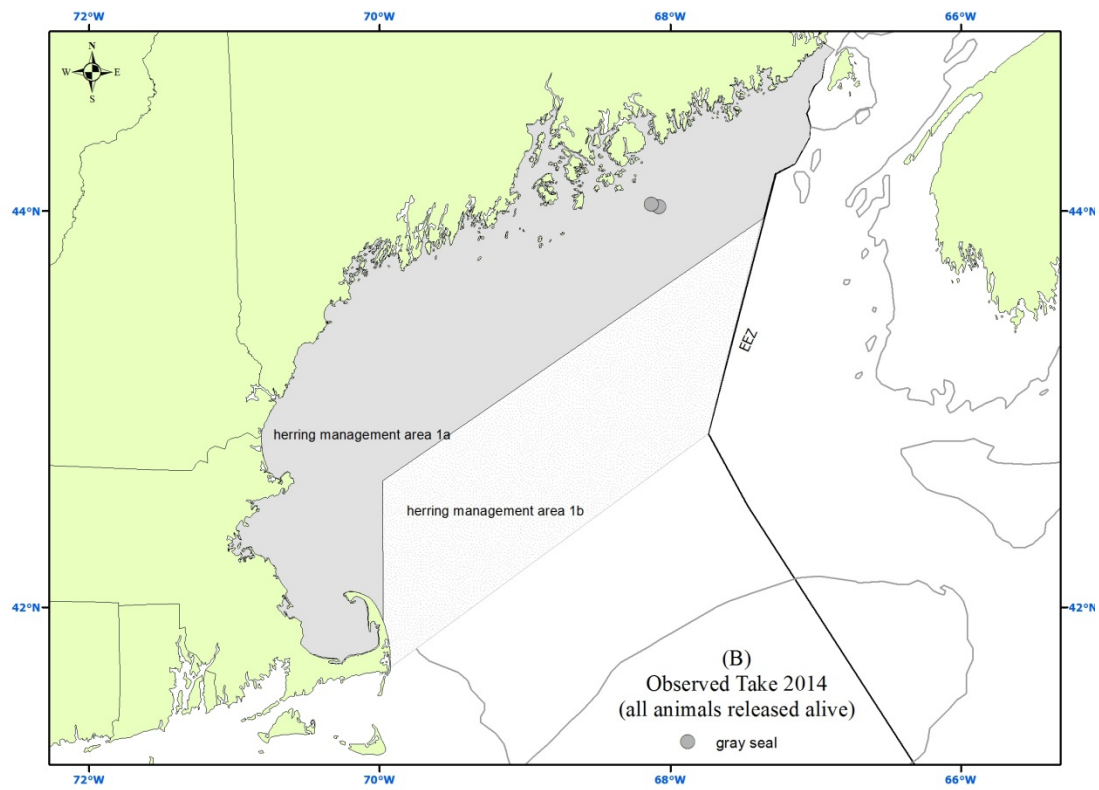 72°W 70°W 68°W 66°W
N
W E
S
44°N 44°N
EEZ
herring management area 1a
herring management area 1b
42°N 42°N
(B)
Observed Take 2014
(all animals released alive)
gray seal
72°W 70°W 68°W 66°W